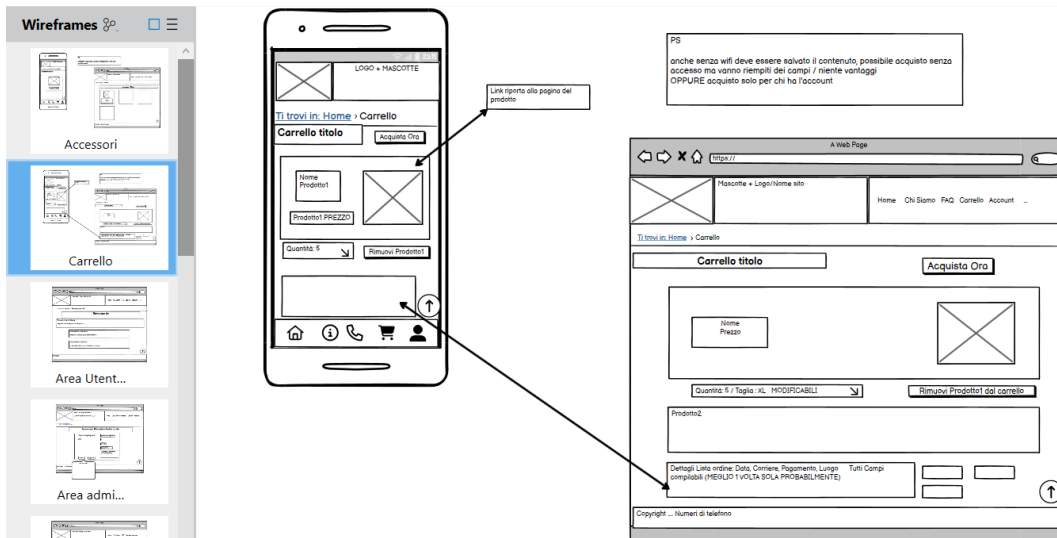 Wireframes
Accessori
Carrello
Area Utent...
Area admi...
LOGO + MASCOTTE
Ti trovi in: Home › Carrello
Carrello titolo
Acquista Ora
Nome
Prodotto1
Prodotto1 PREZZO
Quantità: 5
Rimuovi Prodotto1
Link riporta alla pagina del
prodotto
PS
anche senza wifi deve essere salvato il contenuto, possibile acquisto senza
accesso ma vanno riempiti dei campi / niente vantaggi
OPPURE acquisto solo per chi ha l'account
A Web Page
https://
Mascotte + Logo/Nome sito
Home Chi Siamo FAQ Carrello Account ...
Ti trovi in: Home › Carrello
Carrello titolo
Acquista Ora
Nome
Prezzo
Quantità: 5 / Taglia : XL MODIFICABILI
Rimuovi Prodotto1 dal carrello
Prodotto2
Dettagli Lista ordine: Data, Corriere, Pagamento, Luogo Tutti Campi
compilabili (MEGLIO 1 VOLTA SOLA PROBABILMENTE)
Copyright ... Numeri di telefono